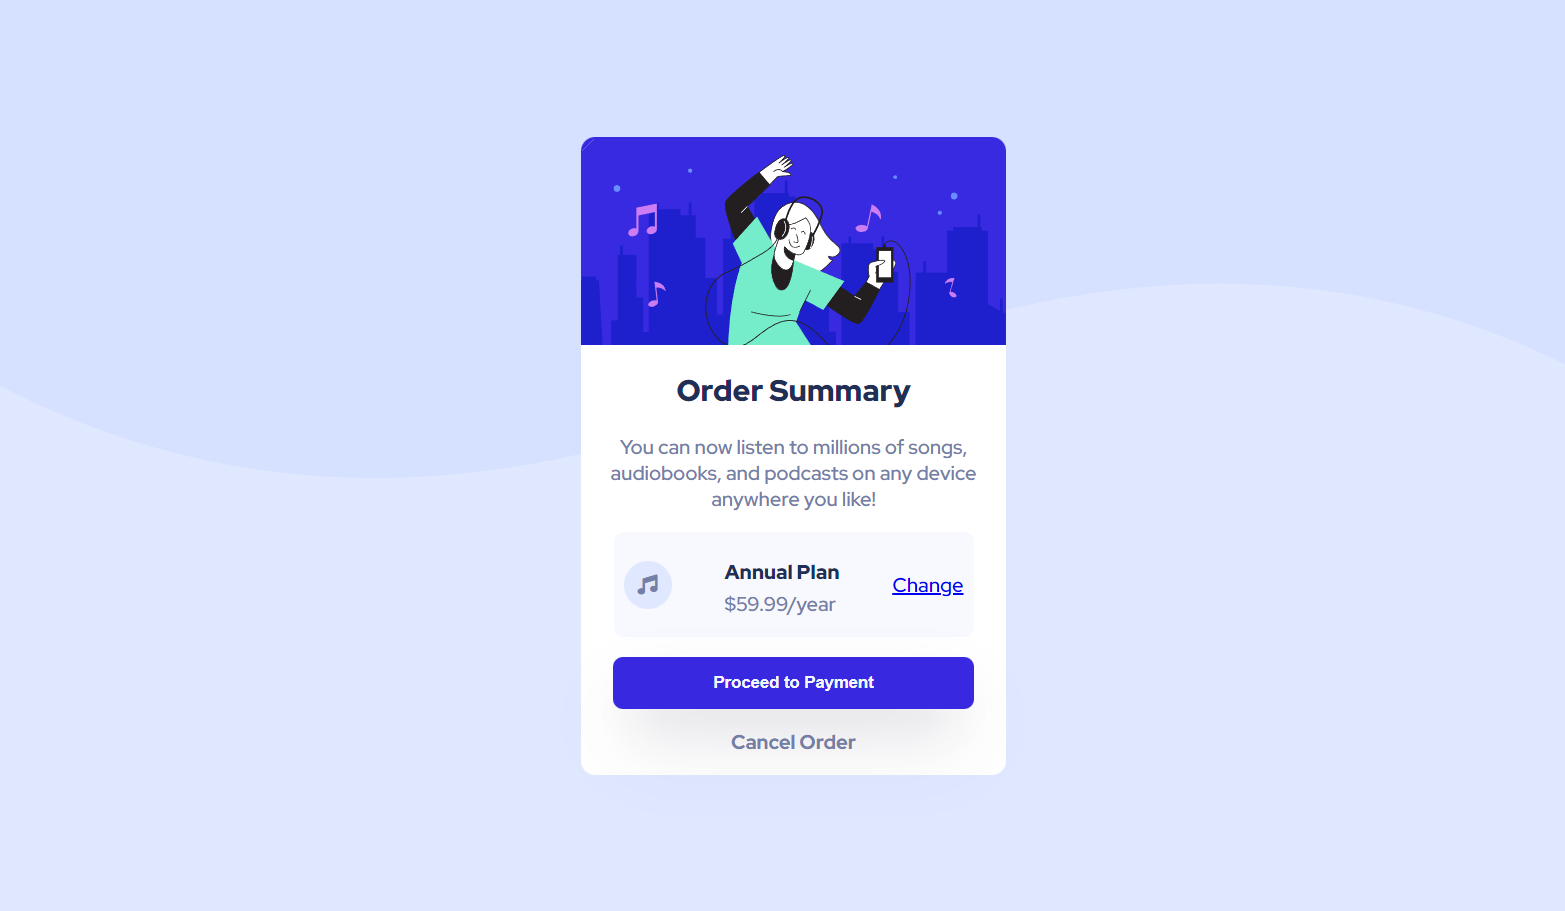 Order Summary
You can now listen to millions of songs,
audiobooks, and podcasts on any device
anywhere you like!
Annual Plan
$59.99/year
Change
Proceed to Payment
Cancel Order